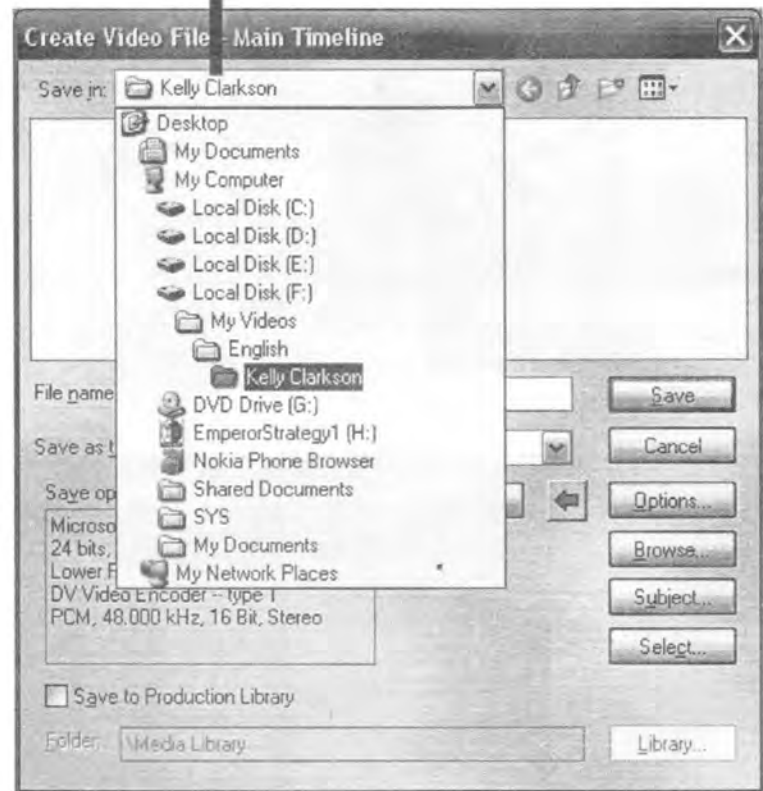 Create Video File - Main Timeline
Save in: Kelly Clarkson
Desktop
My Documents
My Computer
Local Disk (C:)
Local Disk (D:)
Local Disk (E:)
Local Disk (F:)
My Videos
English
Kelly Clarkson
File name
DVD Drive (G:)
Save
EmperorStrategy1 (H:)
Save as t
Cancel
Nokia Phone Browser
Save op
Shared Documents
Options...
Microso
SYS
24 bits,
My Documents
Browse...
Lower F
My Network Places
DV Video Encoder -- type 1
Subject...
PCM, 48.000 kHz, 16 Bit, Stereo
Select...
Save to Production Library
Folder: \Media Library
Library...